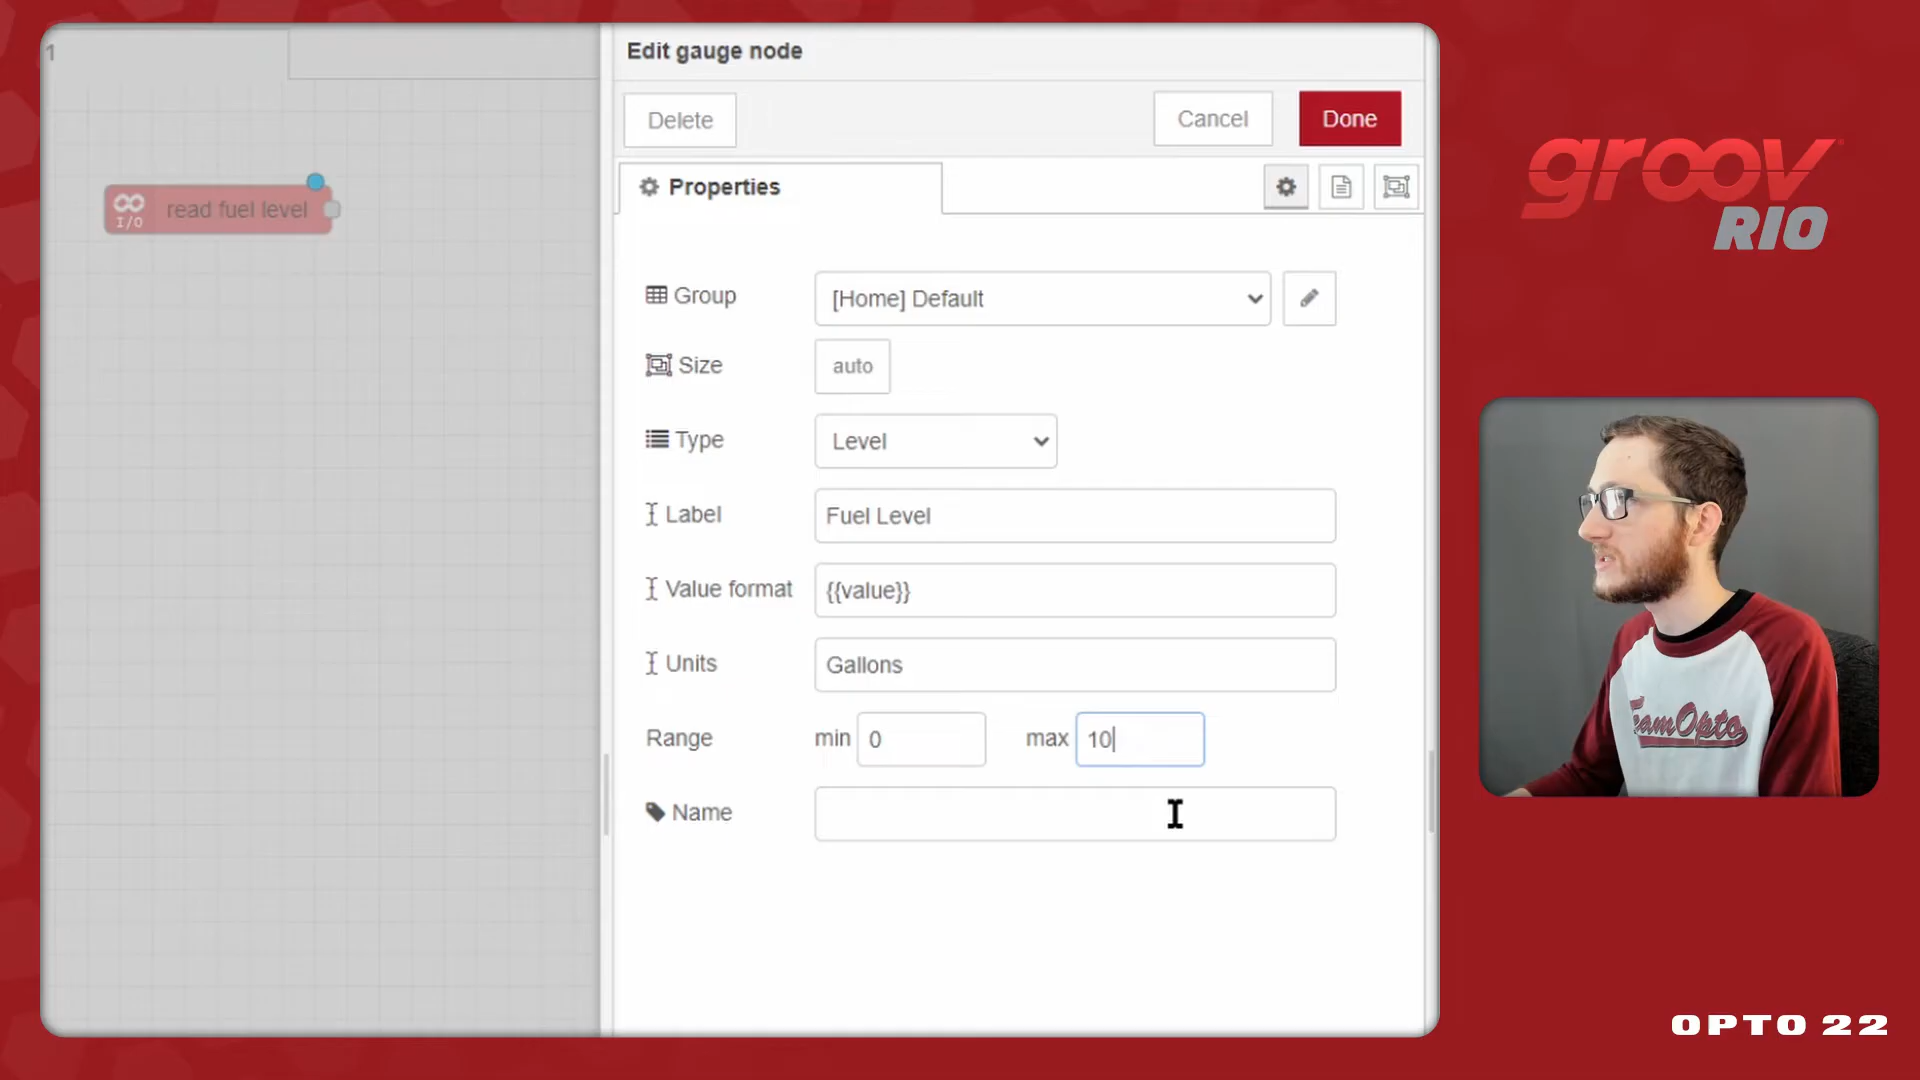 1
Edit gauge node
Delete
Cancel
Done
Properties
I/O
read fuel level
Group
[Home] Default
Size
auto
Type
Level
Label
Fuel Level
Value format
{{value}}
Units
Gallons
Range
min
0
max
10
Name
groov
RIO
TeamOpto
OPTO 22